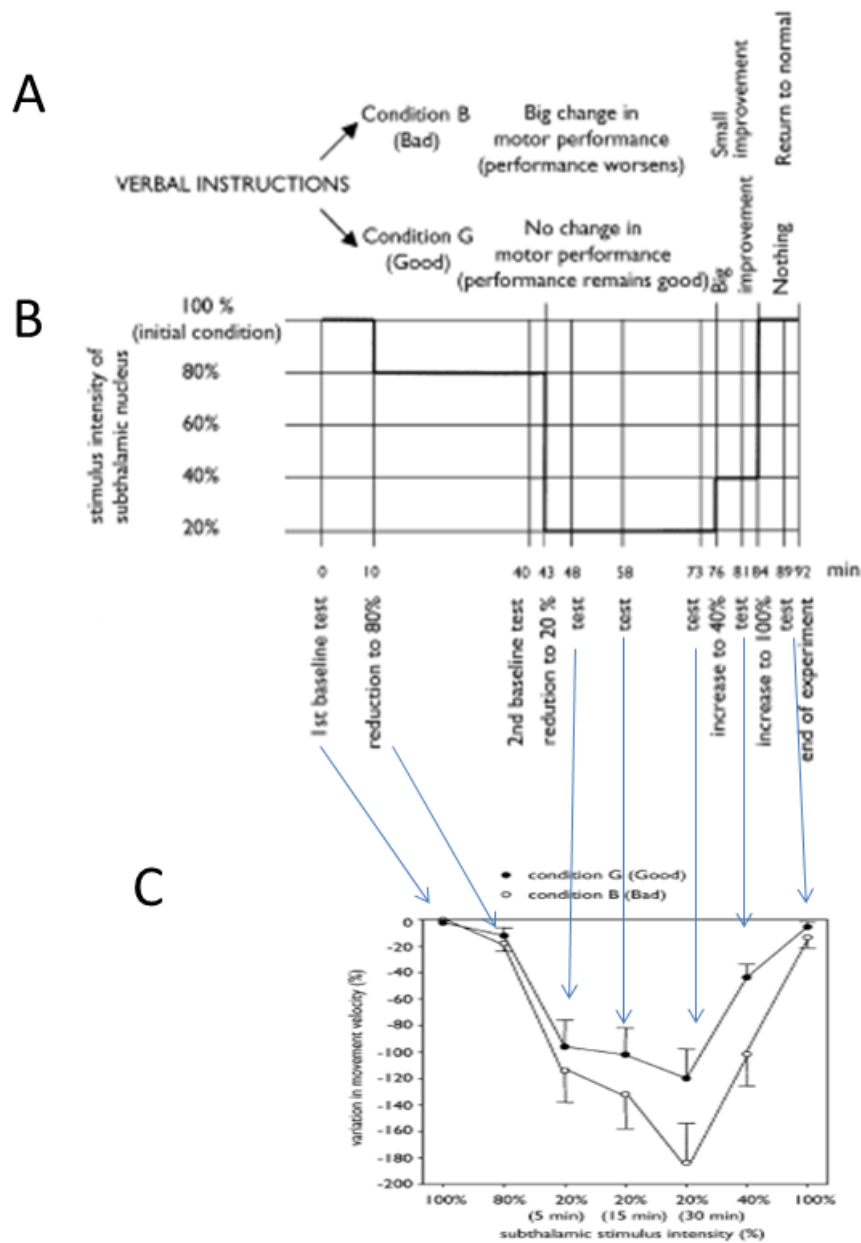 A
Condition B
(Bad)
Big change in
motor performance
(performance worsens)
Small
improvement
Return to normal
VERBAL INSTRUCTIONS
Condition G
(Good)
No change in
motor performance
(performance remains good)
Big
improvement
Nothing
B
stimulus intensity of
subthalamic nucleus
100 %
(initial condition)
80%
60%
40%
20%
0 10 40 43 48 58 73 76 81 84 89 92 min
1st baseline test
reduction to 80%
2nd baseline test
redution to 20 %
test
test
test
increase to 40%
test
increase to 100%
test
end of experiment
C
condition G (Good)
condition B (Bad)
variation in movement velocity (%)
0
-20
-40
-60
-80
-100
-120
-140
-160
-180
-200
100% 80% 20% 20% 20% 40% 100%
(5 min) (15 min) (30 min)
subthalamic stimulus intensity (%)